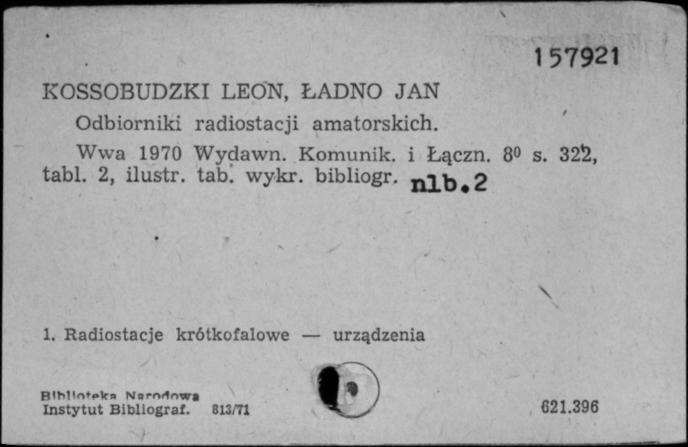 157921
KOSSOBUDZKI LEON, ŁADNO JAN
Odbiorniki radiostacji amatorskich.
Wwa 1970 Wydawn. Komunik. i Łączn. 8⁰ s. 322,
tabl. 2, ilustr. tab. wykr. bibliogr. nlb.2
1. Radiostacje krótkofalowe — urządzenia
Biblioteka Narodowa
Instytut Bibliograf. 813/71 621.396